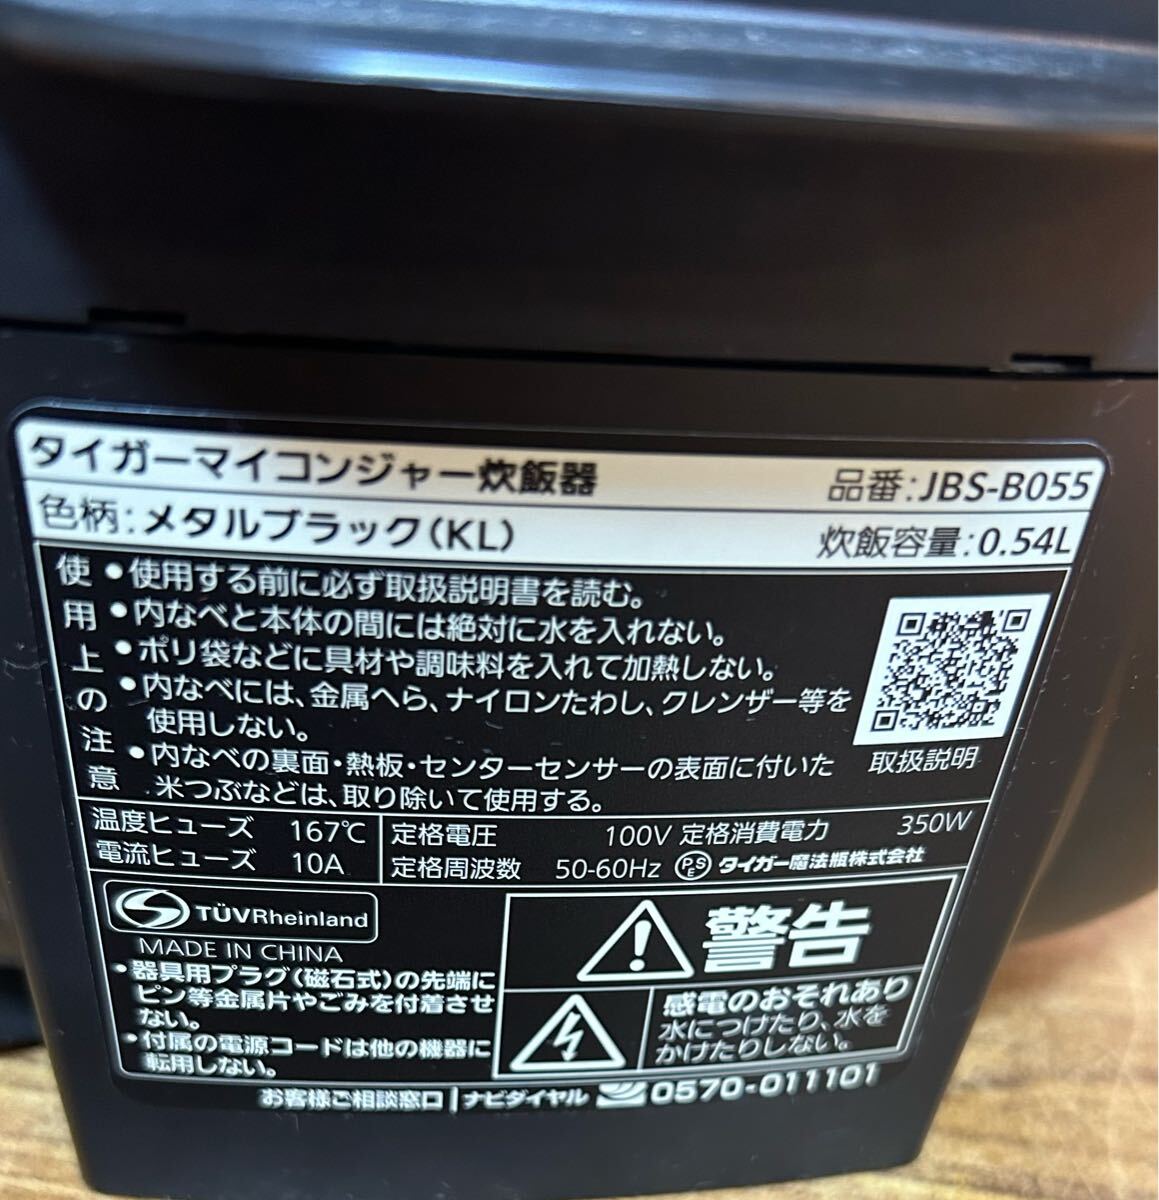 タイガーマイコンジャー炊飯器 品番:JBS-B055
色柄:メタルブラック(KL) 炊飯容量:0.54L
使用上の注意
•使用する前に必ず取扱説明書を読む。
•内なべと本体の間には絶対に水を入れない。
•ポリ袋などに具材や調味料を入れて加熱しない。
•内なべには、金属へら、ナイロンたわし、クレンザー等を
使用しない。
•内なべの裏面・熱板・センターセンサーの表面に付いた
米つぶなどは、取り除いて使用する。
取扱説明
温度ヒューズ 167℃ 定格電圧 100V 定格消費電力 350W
電流ヒューズ 10A 定格周波数 50-60Hz PSE タイガー魔法瓶株式会社
TÜVRheinland
MADE IN CHINA
•器具用プラグ(磁石式)の先端に
ピン等金属片やごみを付着させ
ない。
•付属の電源コードは他の機器に
転用しない。
警告
感電のおそれあり
水につけたり、水を
かけたりしない。
お客様ご相談窓口 ナビダイヤル 0570-011101